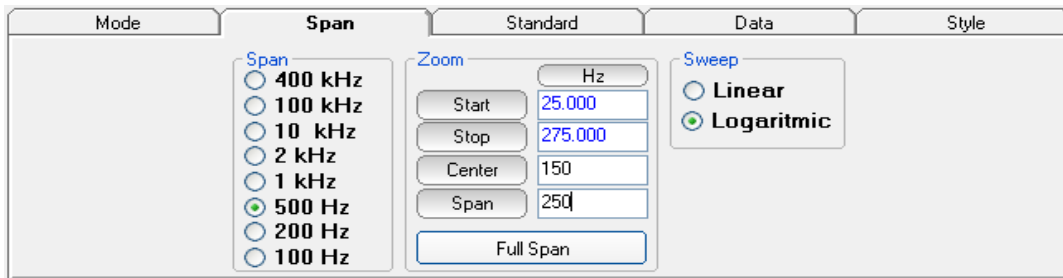 Mode
Span
Standard
Data
Style
Span
400 kHz
100 kHz
10 kHz
2 kHz
1 kHz
500 Hz
200 Hz
100 Hz
Zoom
Hz
Start 25.000
Stop 275.000
Center 150
Span 250
Full Span
Sweep
Linear
Logaritmic